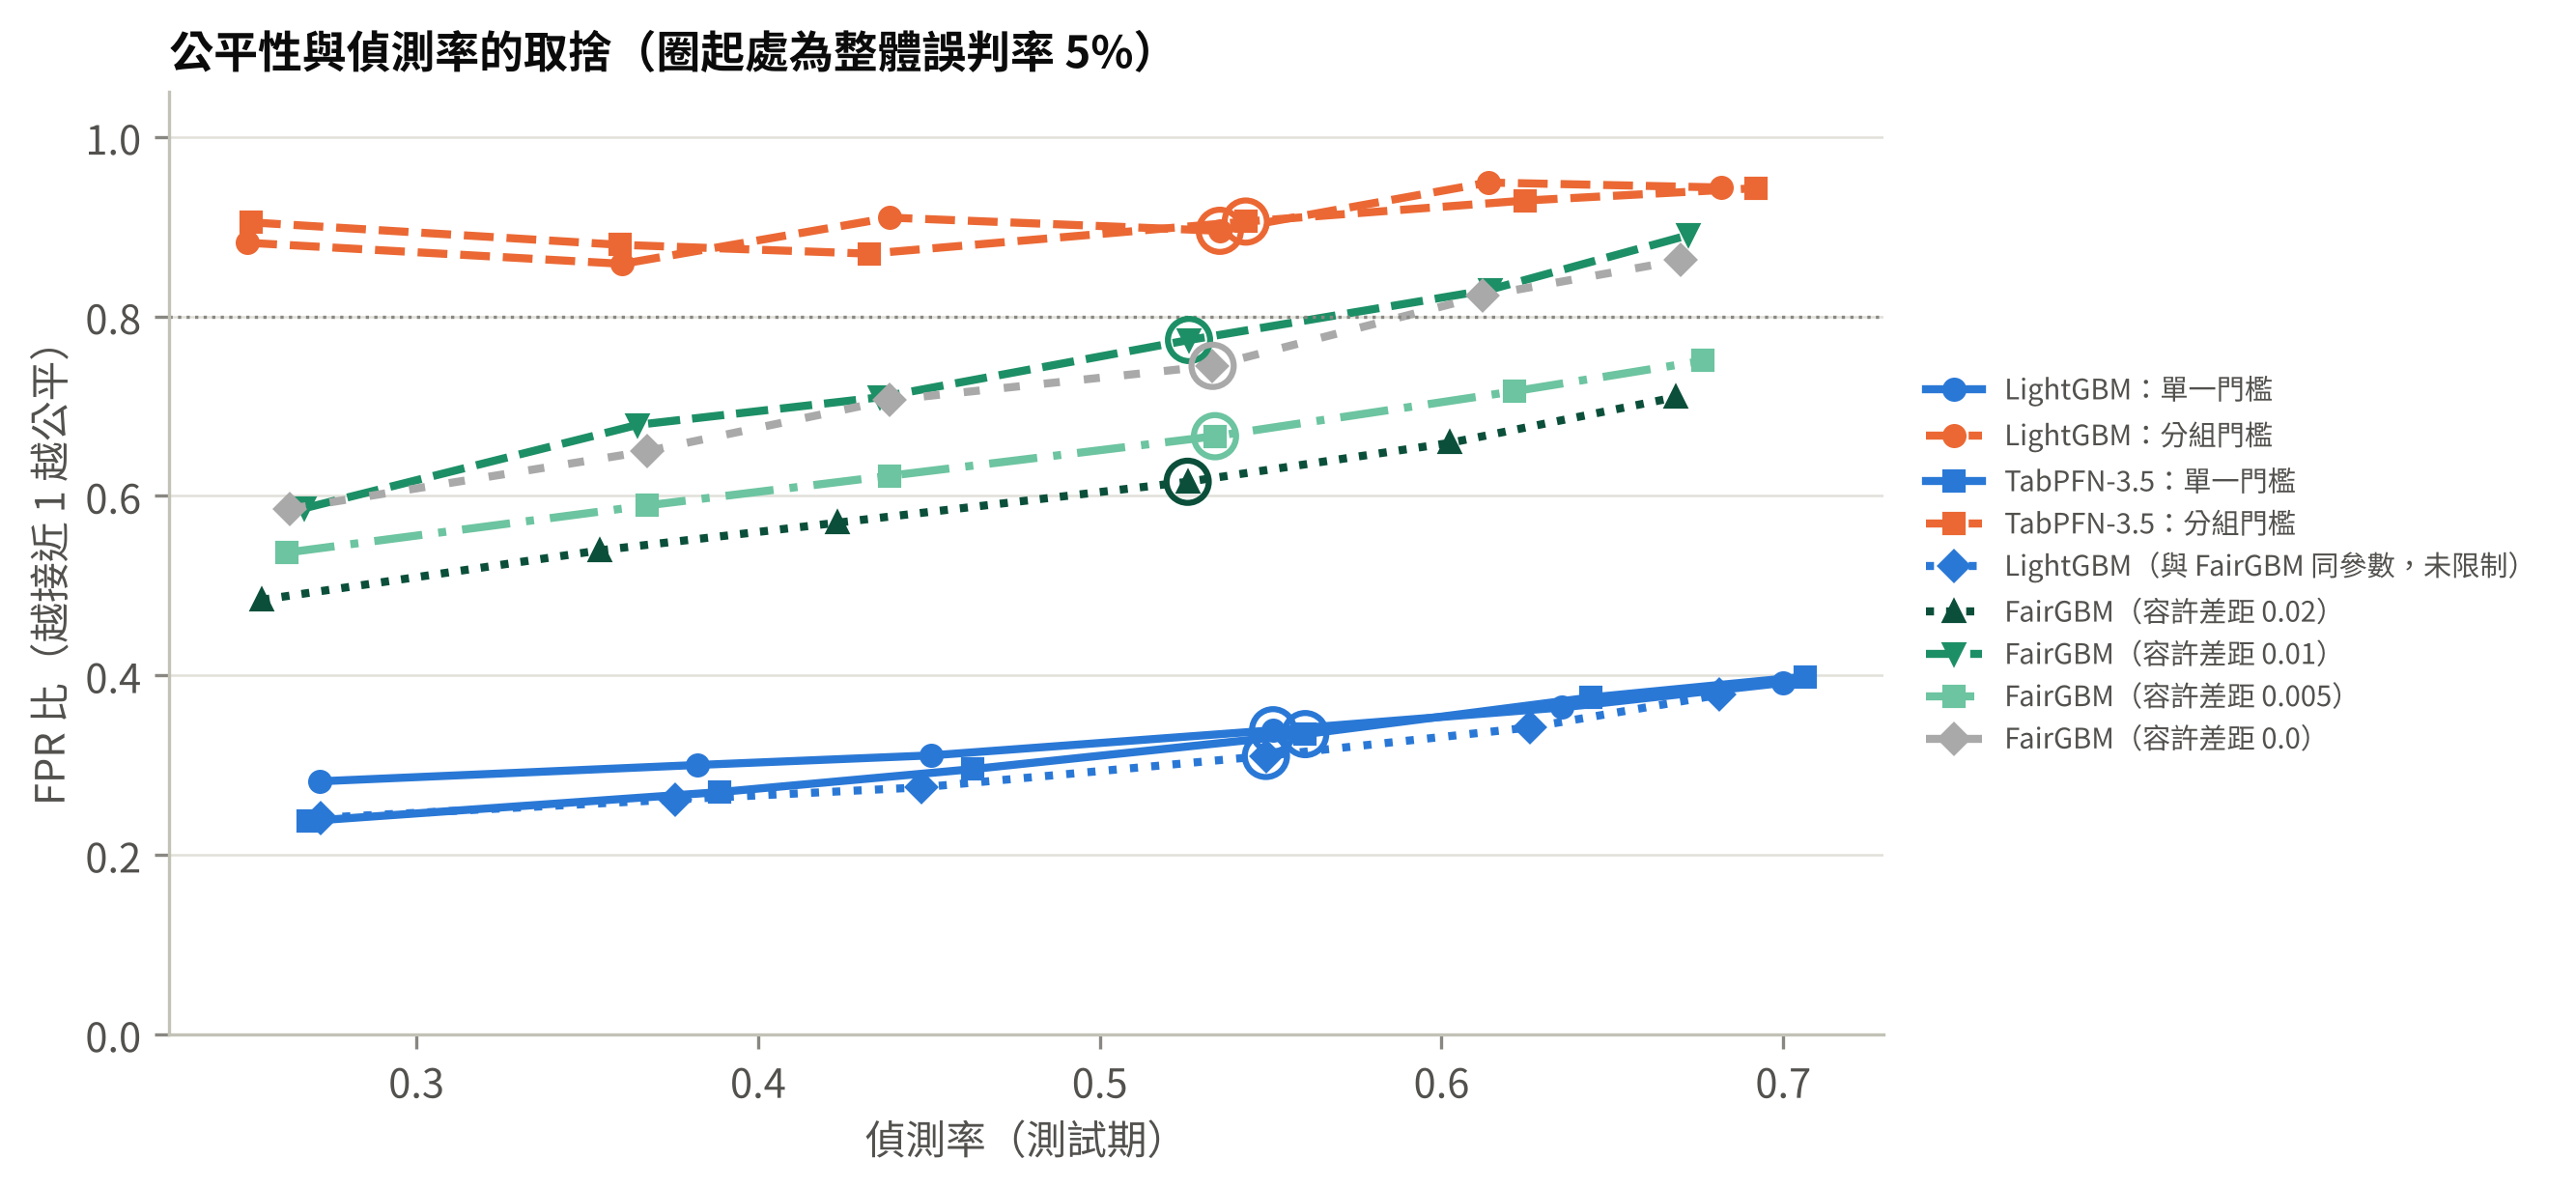 公平性與偵測率的取捨（圈起處為整體誤判率 5%）
FPR 比（越接近 1 越公平）
1.0
0.8
0.6
0.4
0.2
0.0
0.3
0.4
0.5
0.6
0.7
偵測率（測試期）
LightGBM：單一門檻
LightGBM：分組門檻
TabPFN-3.5：單一門檻
TabPFN-3.5：分組門檻
LightGBM（與 FairGBM 同參數，未限制）
FairGBM（容許差距 0.02）
FairGBM（容許差距 0.01）
FairGBM（容許差距 0.005）
FairGBM（容許差距 0.0）